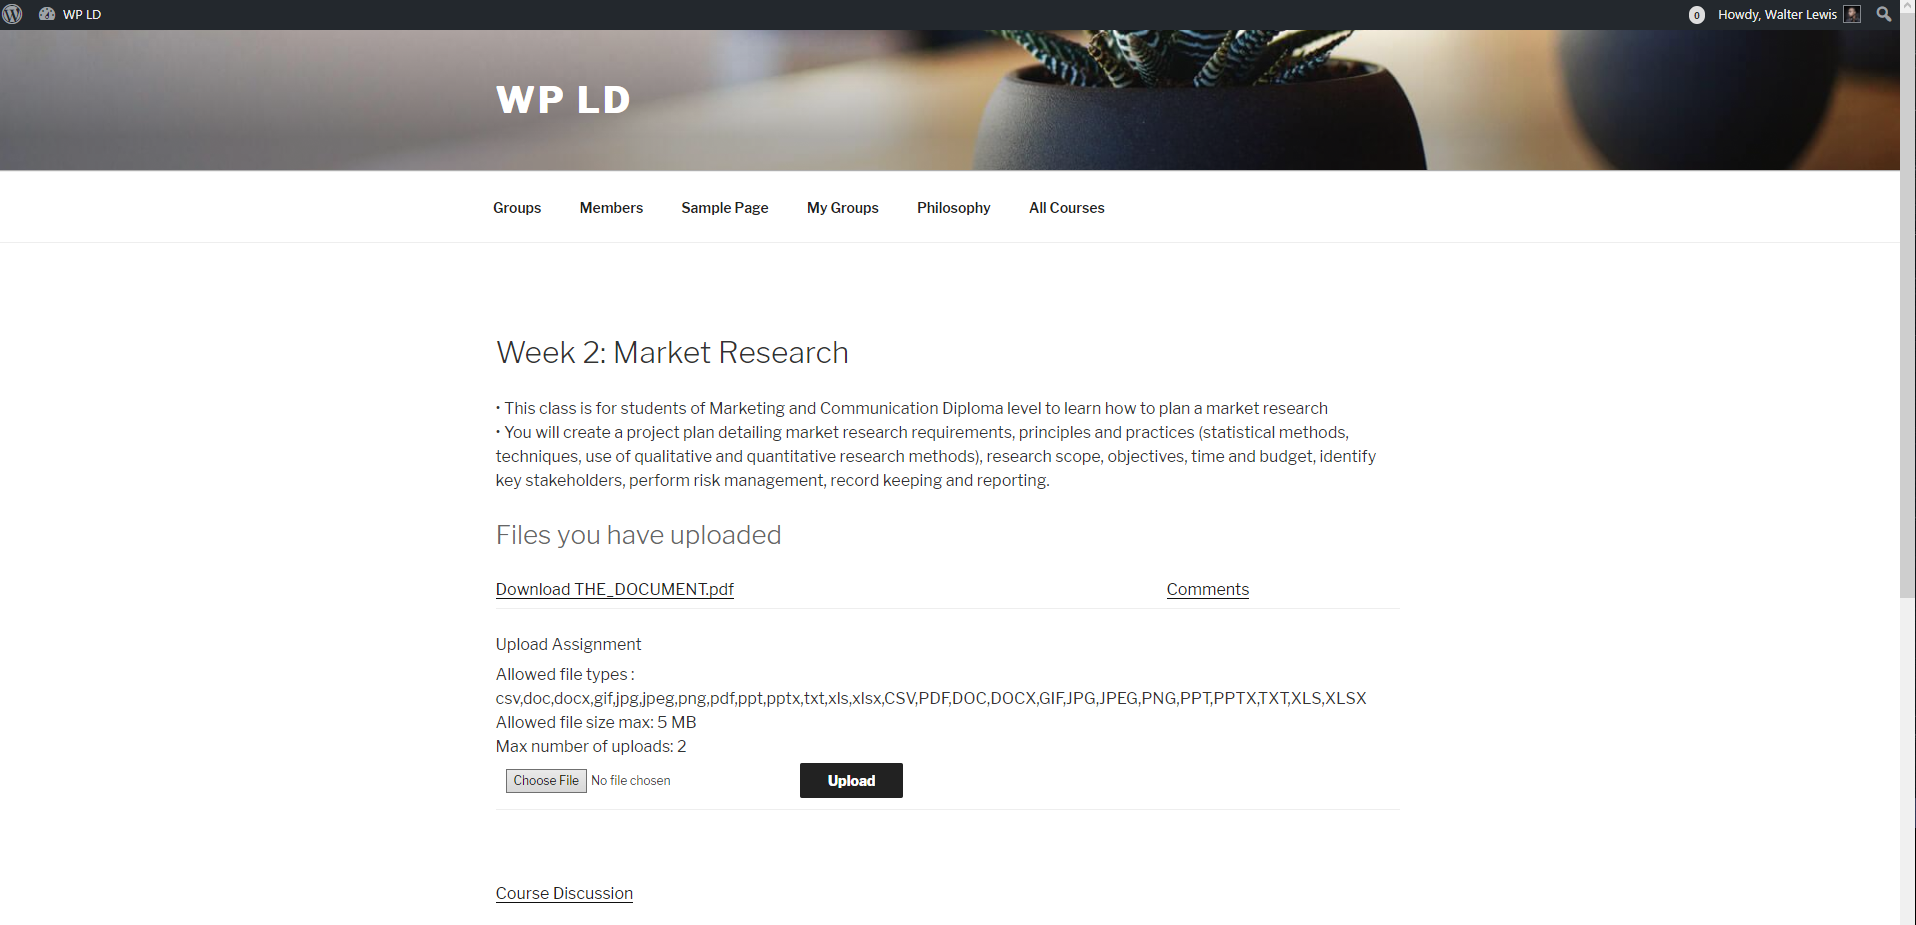 WP LD
0
Howdy, Walter Lewis
WP LD
Groups
Members
Sample Page
My Groups
Philosophy
All Courses
Week 2: Market Research
• This class is for students of Marketing and Communication Diploma level to learn how to plan a market research
• You will create a project plan detailing market research requirements, principles and practices (statistical methods,
techniques, use of qualitative and quantitative research methods), research scope, objectives, time and budget, identify
key stakeholders, perform risk management, record keeping and reporting.
Files you have uploaded
Download THE_DOCUMENT.pdf
Comments
Upload Assignment
Allowed file types :
csv,doc,docx,gif,jpg,jpeg,png,pdf,ppt,pptx,txt,xls,xlsx,CSV,PDF,DOC,DOCX,GIF,JPG,JPEG,PNG,PPT,PPTX,TXT,XLS,XLSX
Allowed file size max: 5 MB
Max number of uploads: 2
Choose File No file chosen
Upload
Course Discussion